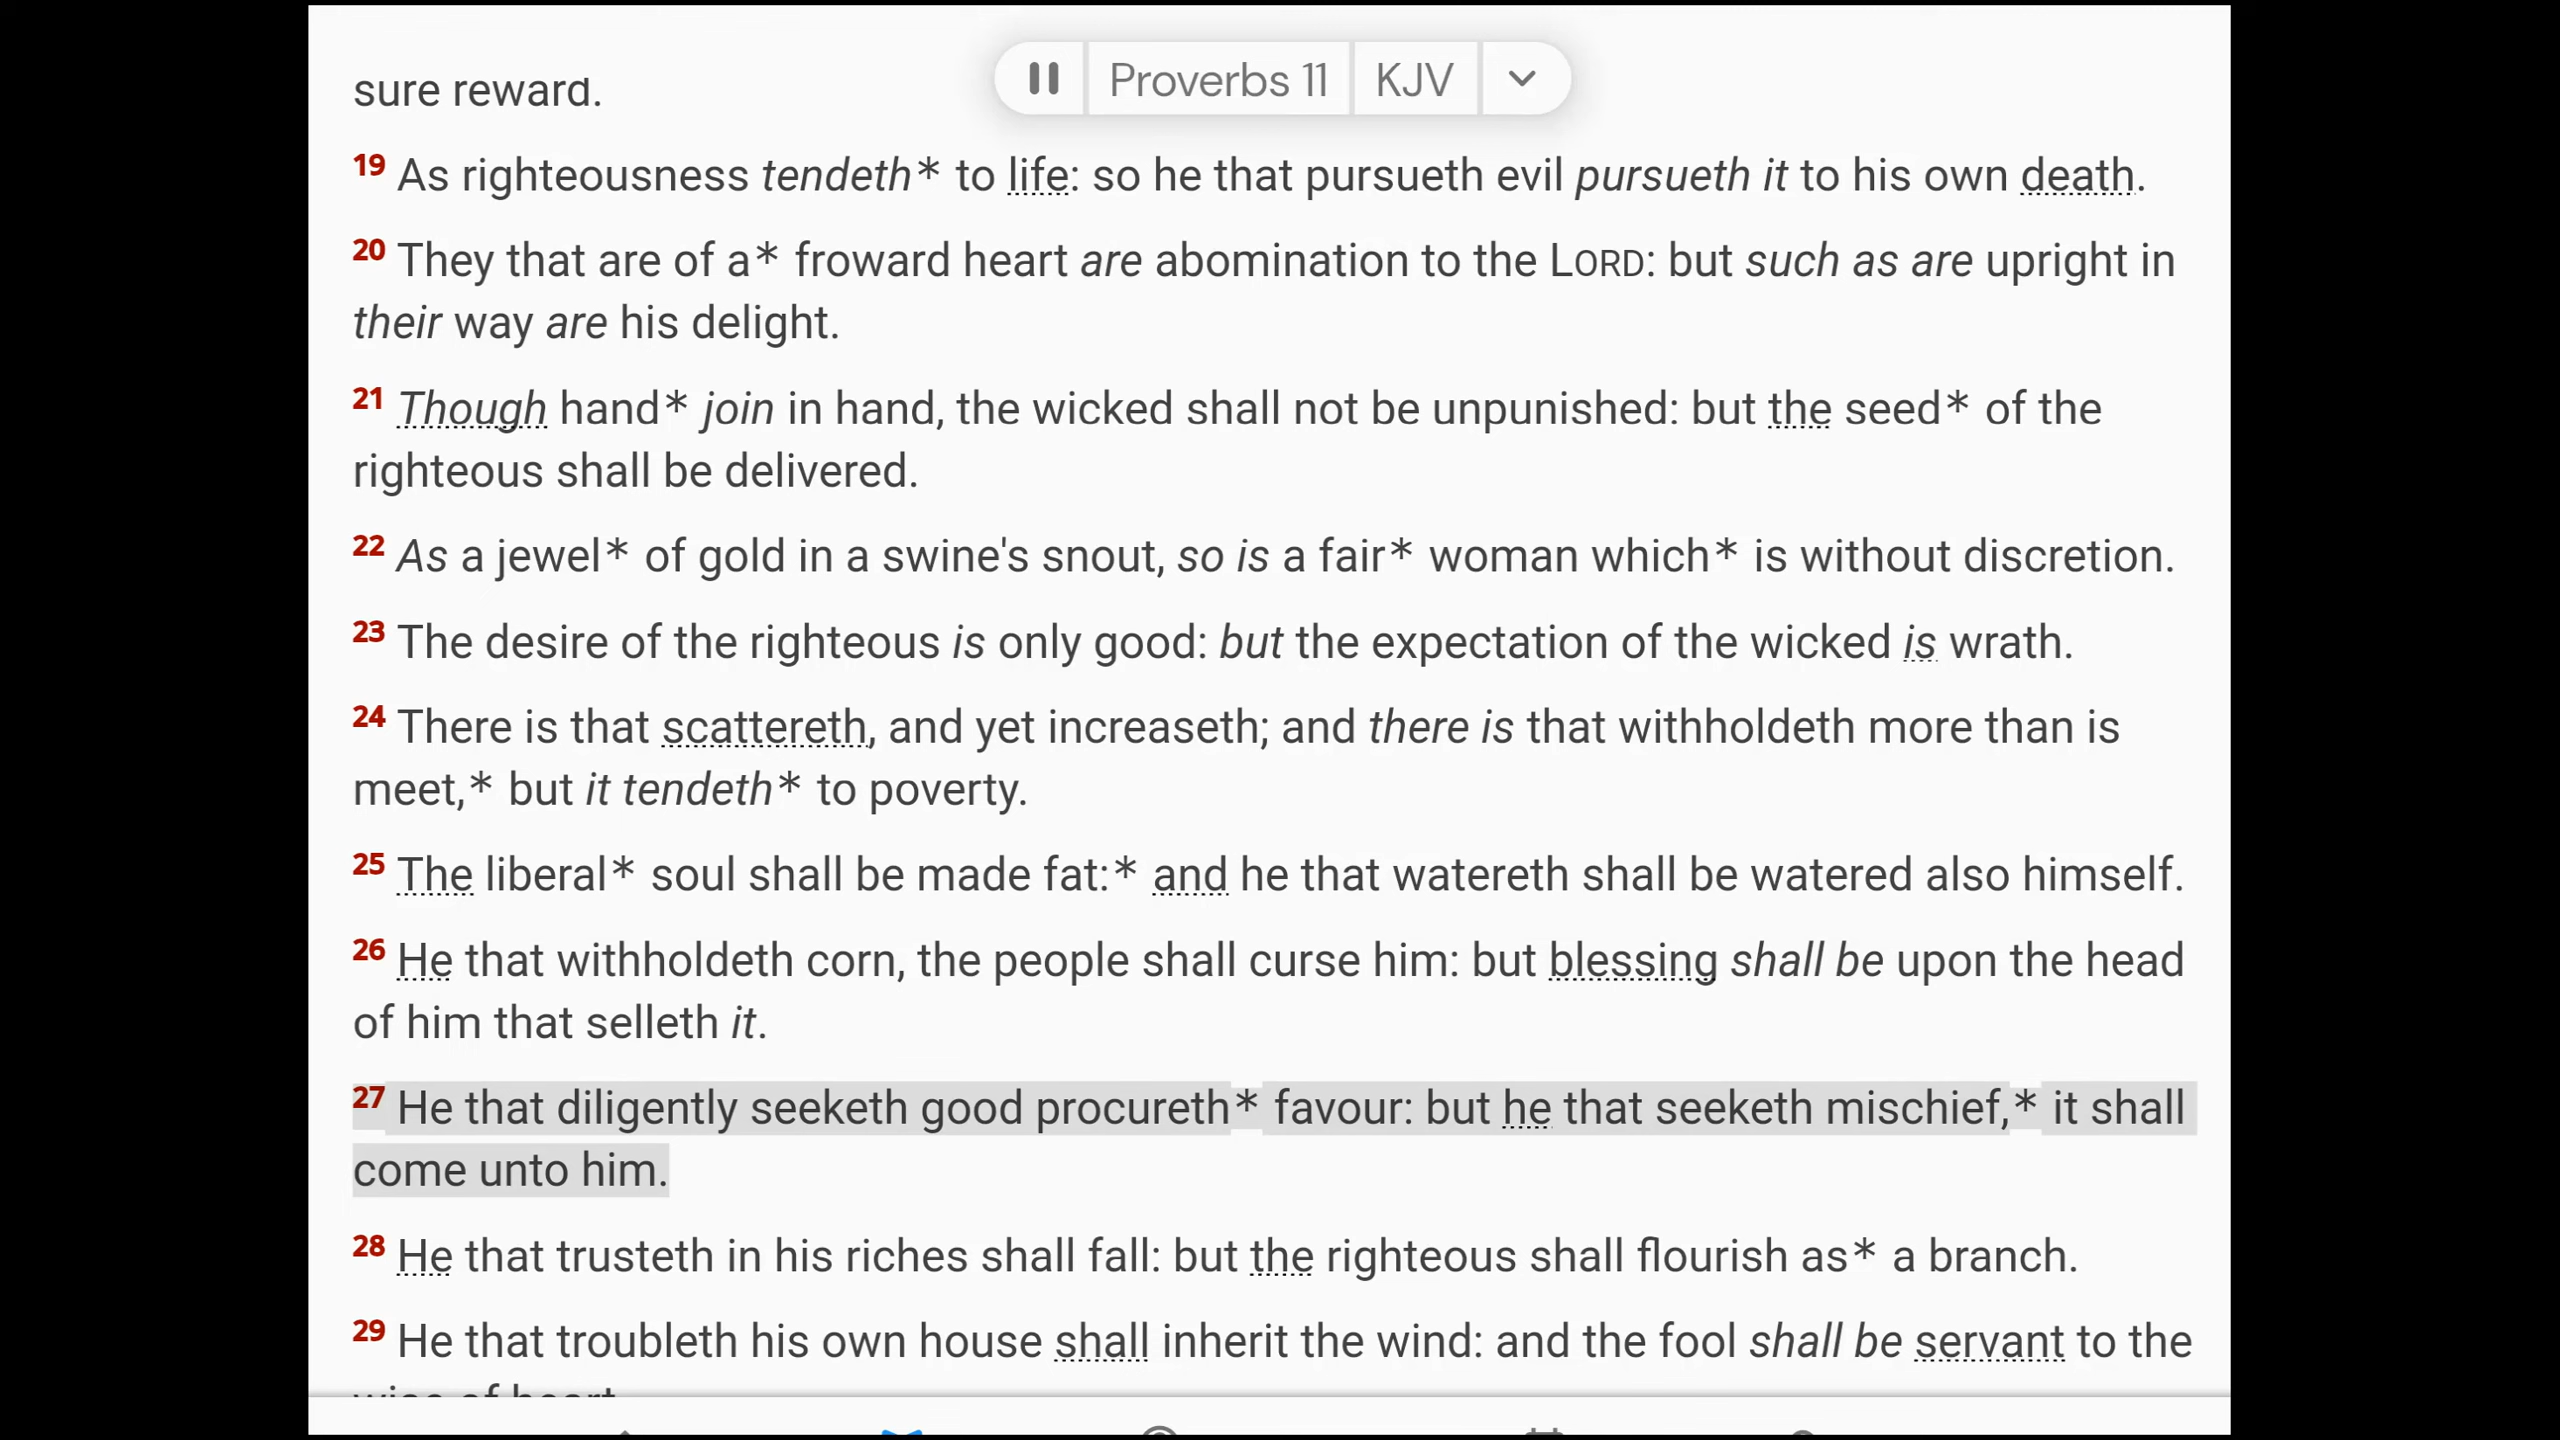 sure reward.
Proverbs 11 KJV
19 As righteousness tendeth* to life: so he that pursueth evil pursueth it to his own death.
20 They that are of a* froward heart are abomination to the LORD: but such as are upright in
their way are his delight.
21 Though hand* join in hand, the wicked shall not be unpunished: but the seed* of the
righteous shall be delivered.
22 As a jewel* of gold in a swine's snout, so is a fair* woman which* is without discretion.
23 The desire of the righteous is only good: but the expectation of the wicked is wrath.
24 There is that scattereth, and yet increaseth; and there is that withholdeth more than is
meet,* but it tendeth* to poverty.
25 The liberal* soul shall be made fat:* and he that watereth shall be watered also himself.
26 He that withholdeth corn, the people shall curse him: but blessing shall be upon the head
of him that selleth it.
27 He that diligently seeketh good procureth* favour: but he that seeketh mischief,* it shall
come unto him.
28 He that trusteth in his riches shall fall: but the righteous shall flourish as* a branch.
29 He that troubleth his own house shall inherit the wind: and the fool shall be servant to the
wise of heart.